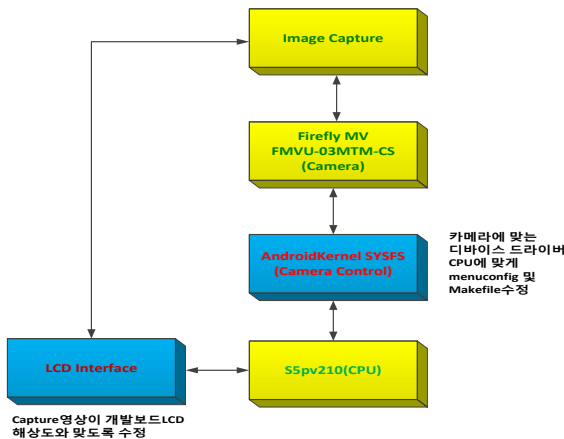 Image Capture
Firefly MV
FMVU-03MTM-CS
(Camera)
AndroidKernel SYSFS
(Camera Control)
카메라에 맞는
디바이스 드라이버
CPU에 맞게
menuconfig 및
Makefile수정
LCD Interface
S5pv210(CPU)
Capture영상이 개발보드LCD
해상도와 맞도록 수정